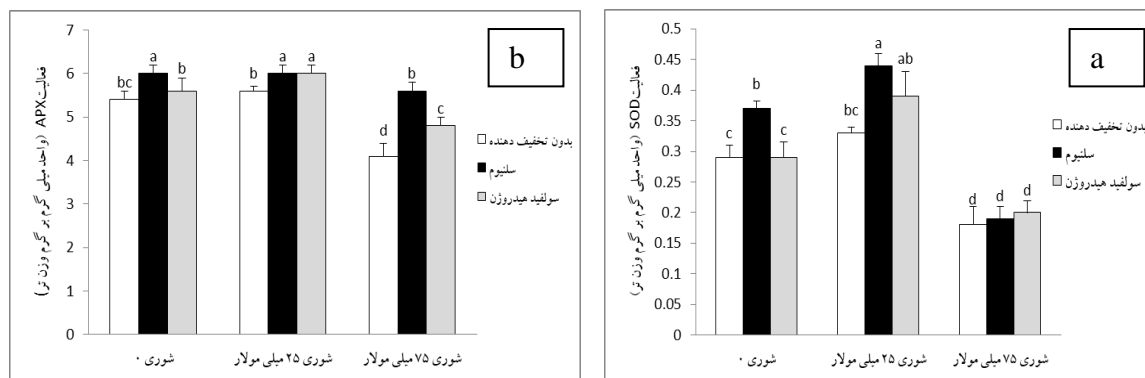 b
فعالیت APX (واحد میلی گرم بر گرم وزن تر)
7
6
5
4
3
2
1
0
bc
a
b
b
a
a
d
b
c
بدون تخفیف دهنده
سلنیوم
سولفید هیدروژن
شوری ۰
شوری ۲۵ میلی مولار
شوری ۷۵ میلی مولار
a
فعالیت SOD (واحد میلی گرم بر گرم وزن تر)
0.5
0.45
0.4
0.35
0.3
0.25
0.2
0.15
0.1
0.05
0
c
b
c
bc
a
ab
d
d
d
بدون تخفیف دهنده
سلنیوم
سولفید هیدروژن
شوری ۰
شوری ۲۵ میلی مولار
شوری ۷۵ میلی مولار